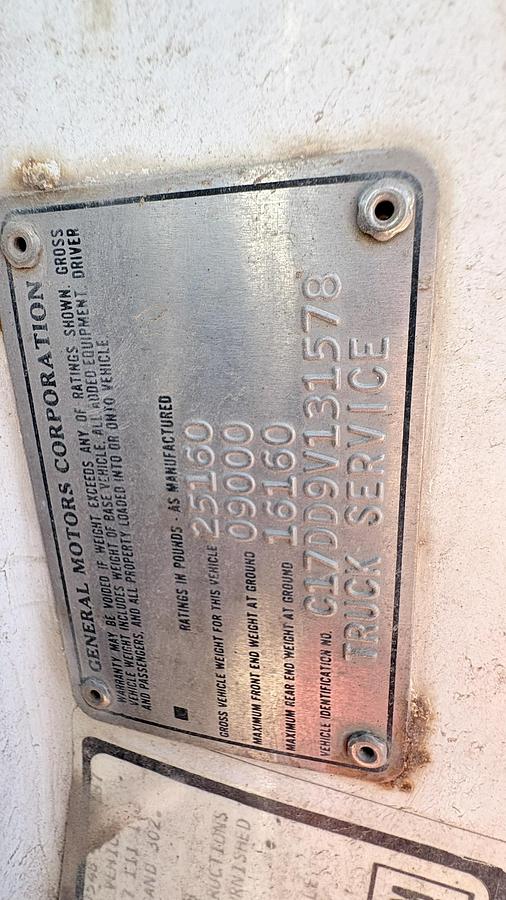 GENERAL MOTORS CORPORATION
WARRANTY MAY BE VOIDED IF WEIGHT EXCEEDS ANY OF RATINGS SHOWN. GROSS
VEHICLE WEIGHT INCLUDES WEIGHT OF BASE VEHICLE, ALL ADDED EQUIPMENT, DRIVER
AND PASSENGERS, AND ALL PROPERTY LOADED INTO OR ONTO VEHICLE.
RATINGS IN POUNDS - AS MANUFACTURED
GROSS VEHICLE WEIGHT FOR THIS VEHICLE 25160
MAXIMUM FRONT END WEIGHT AT GROUND 09000
MAXIMUM REAR END WEIGHT AT GROUND 16160
VEHICLE IDENTIFICATION NO. C17DD9V131578
TRUCK SERVICE
AND 302.